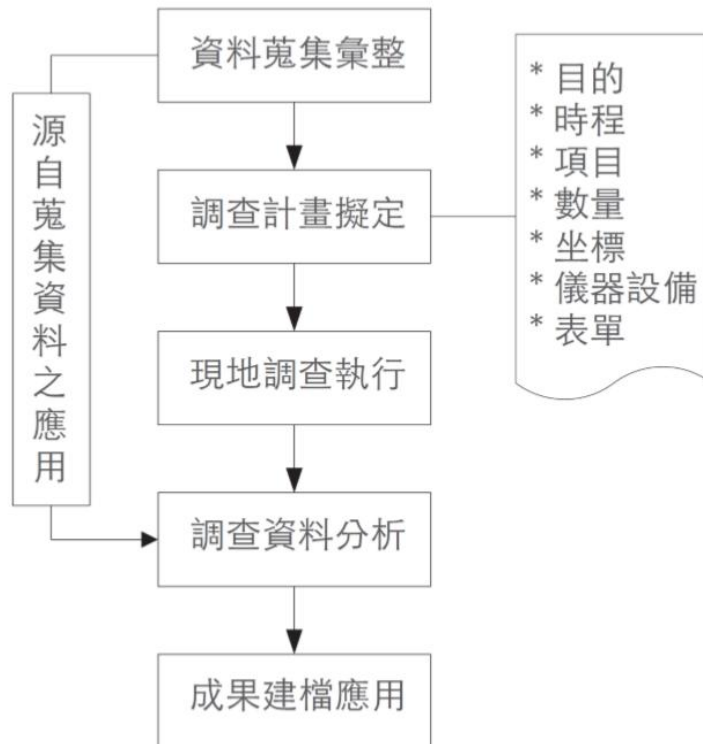 資料蒐集彙整
源自蒐集資料之應用
調查計畫擬定
* 目的
* 時程
* 項目
* 數量
* 坐標
* 儀器設備
* 表單
現地調查執行
調查資料分析
成果建檔應用